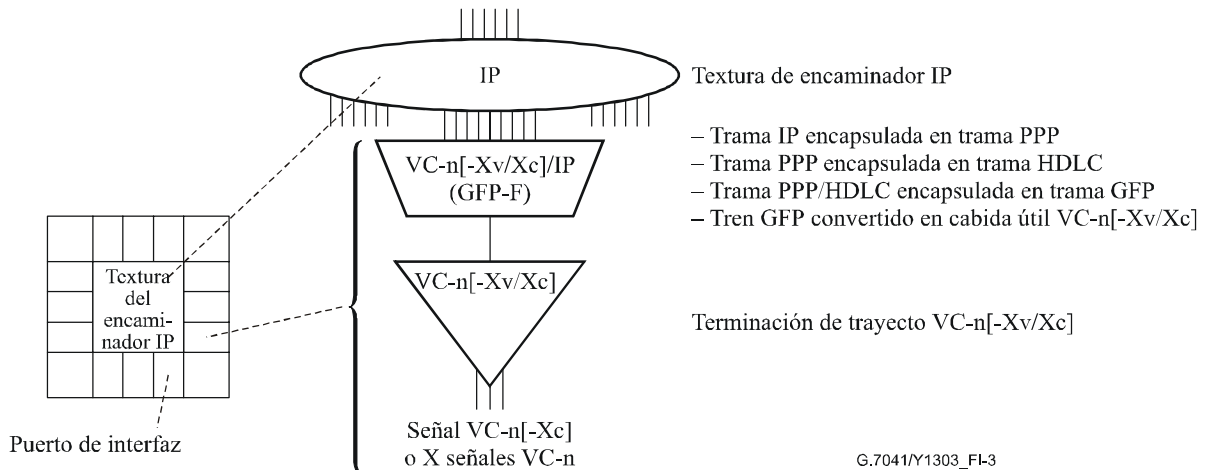 IP
Textura de encaminador IP
– Trama IP encapsulada en trama PPP
– Trama PPP encapsulada en trama HDLC
– Trama PPP/HDLC encapsulada en trama GFP
– Tren GFP convertido en cabida útil VC-n[-Xv/Xc]
VC-n[-Xv/Xc]/IP
(GFP-F)
Textura
del
encami-
nador IP
VC-n[-Xv/Xc]
Terminación de trayecto VC-n[-Xv/Xc]
Puerto de interfaz
Señal VC-n[-Xc]
o X señales VC-n
G.7041/Y1303_FI-3